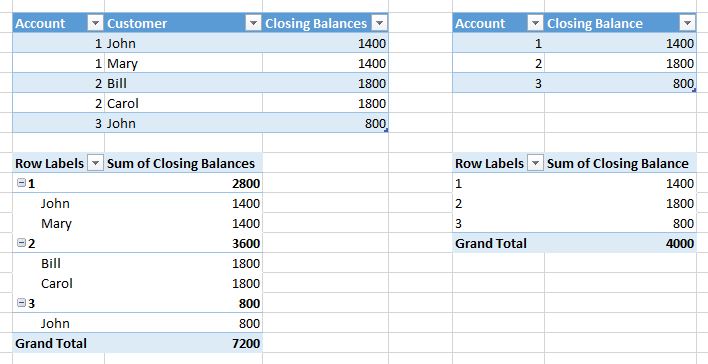 Account Customer Closing Balances
1 John 1400
1 Mary 1400
2 Bill 1800
2 Carol 1800
3 John 800
Account Closing Balance
1 1400
2 1800
3 800
Row Labels Sum of Closing Balances
1 2800
John 1400
Mary 1400
2 3600
Bill 1800
Carol 1800
3 800
John 800
Grand Total 7200
Row Labels Sum of Closing Balance
1 1400
2 1800
3 800
Grand Total 4000